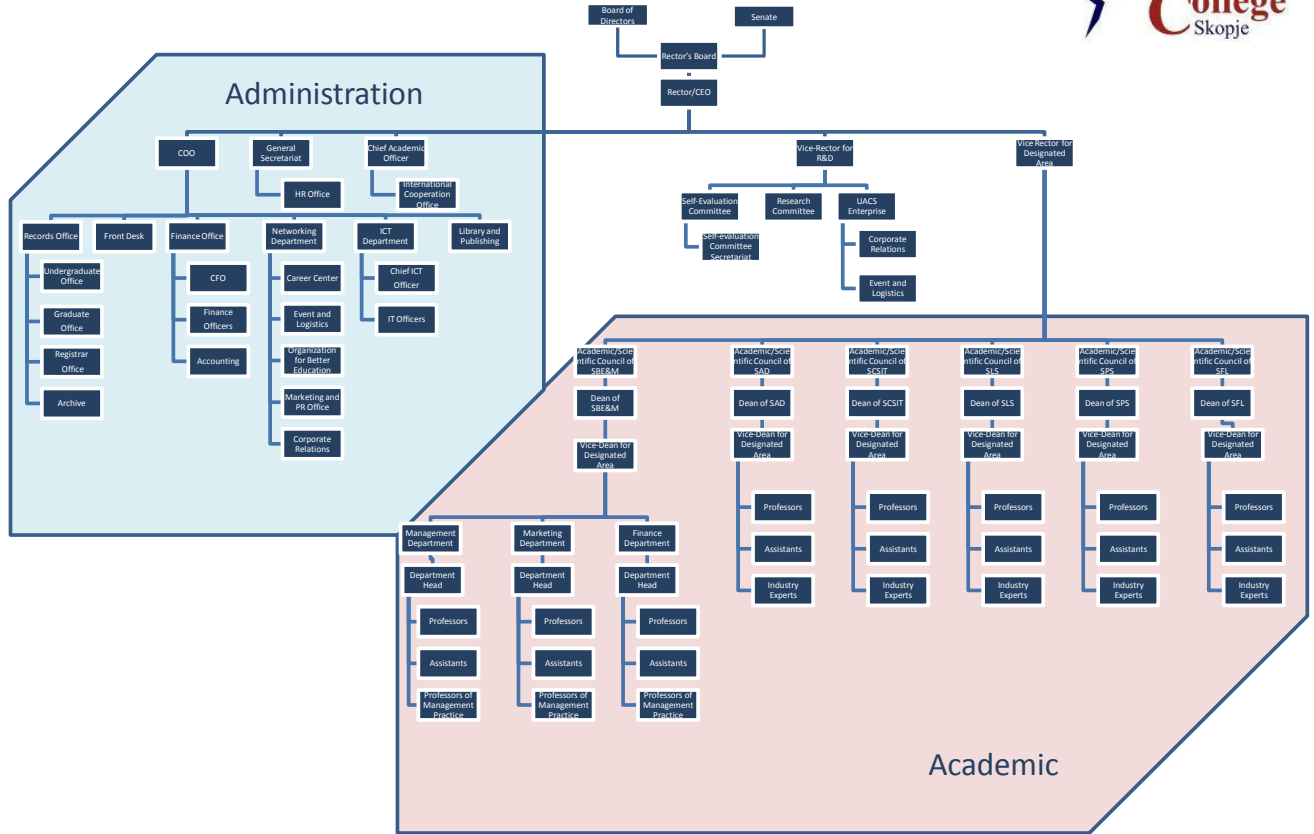 Board of
Directors
Senate
College
Skopje
Rector's Board
Rector/CEO
Administration
COO
General
Secretariat
Chief Academic
Officer
Vice-Rector for
R&D
Vice Rector for
Designated
Area
HR Office
International
Cooperation
Office
Self-Evaluation
Committee
Research
Committee
UACS
Enterprise
Self-evaluation
Committee
Secretariat
Corporate
Relations
Event and
Logistics
Records Office
Front Desk
Finance Office
Networking
Department
ICT
Department
Library and
Publishing
Undergraduate
Office
Graduate
Office
Registrar
Office
Archive
CFO
Finance
Officers
Accounting
Career Center
Event and
Logistics
Organization
for Better
Education
Marketing and
PR Office
Corporate
Relations
Chief ICT
Officer
IT Officers
Academic/Scie
ntific Council of
SBE&M
Academic/Scie
ntific Council of
SAD
Academic/Scie
ntific Council of
SCSIT
Academic/Scie
ntific Council of
SLS
Academic/Scie
ntific Council of
SPS
Academic/Scie
ntific Council of
SFL
Dean of
SBE&M
Dean of SAD
Dean of SCSIT
Dean of SLS
Dean of SPS
Dean of SFL
Vice-Dean for
Designated
Area
Vice-Dean for
Designated
Area
Vice-Dean for
Designated
Area
Vice-Dean for
Designated
Area
Vice-Dean for
Designated
Area
Vice-Dean for
Designated
Area
Professors
Assistants
Industry
Experts
Professors
Assistants
Industry
Experts
Professors
Assistants
Industry
Experts
Professors
Assistants
Industry
Experts
Professors
Assistants
Industry
Experts
Management
Department
Marketing
Department
Finance
Department
Department
Head
Department
Head
Department
Head
Professors
Assistants
Professors of
Management
Practice
Professors
Assistants
Professors of
Management
Practice
Professors
Assistants
Professors of
Management
Practice
Academic